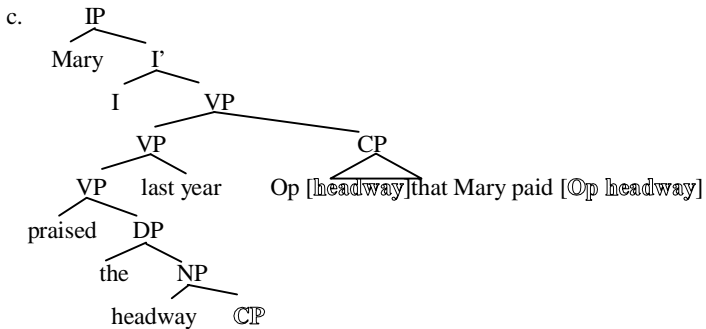 c. IP
Mary I’
I VP
VP CP
VP last year Op [headway]that Mary paid [Op headway]
praised DP
the NP
headway CP